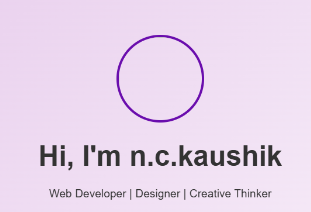 Hi, I'm n.c.kaushik
Web Developer | Designer | Creative Thinker